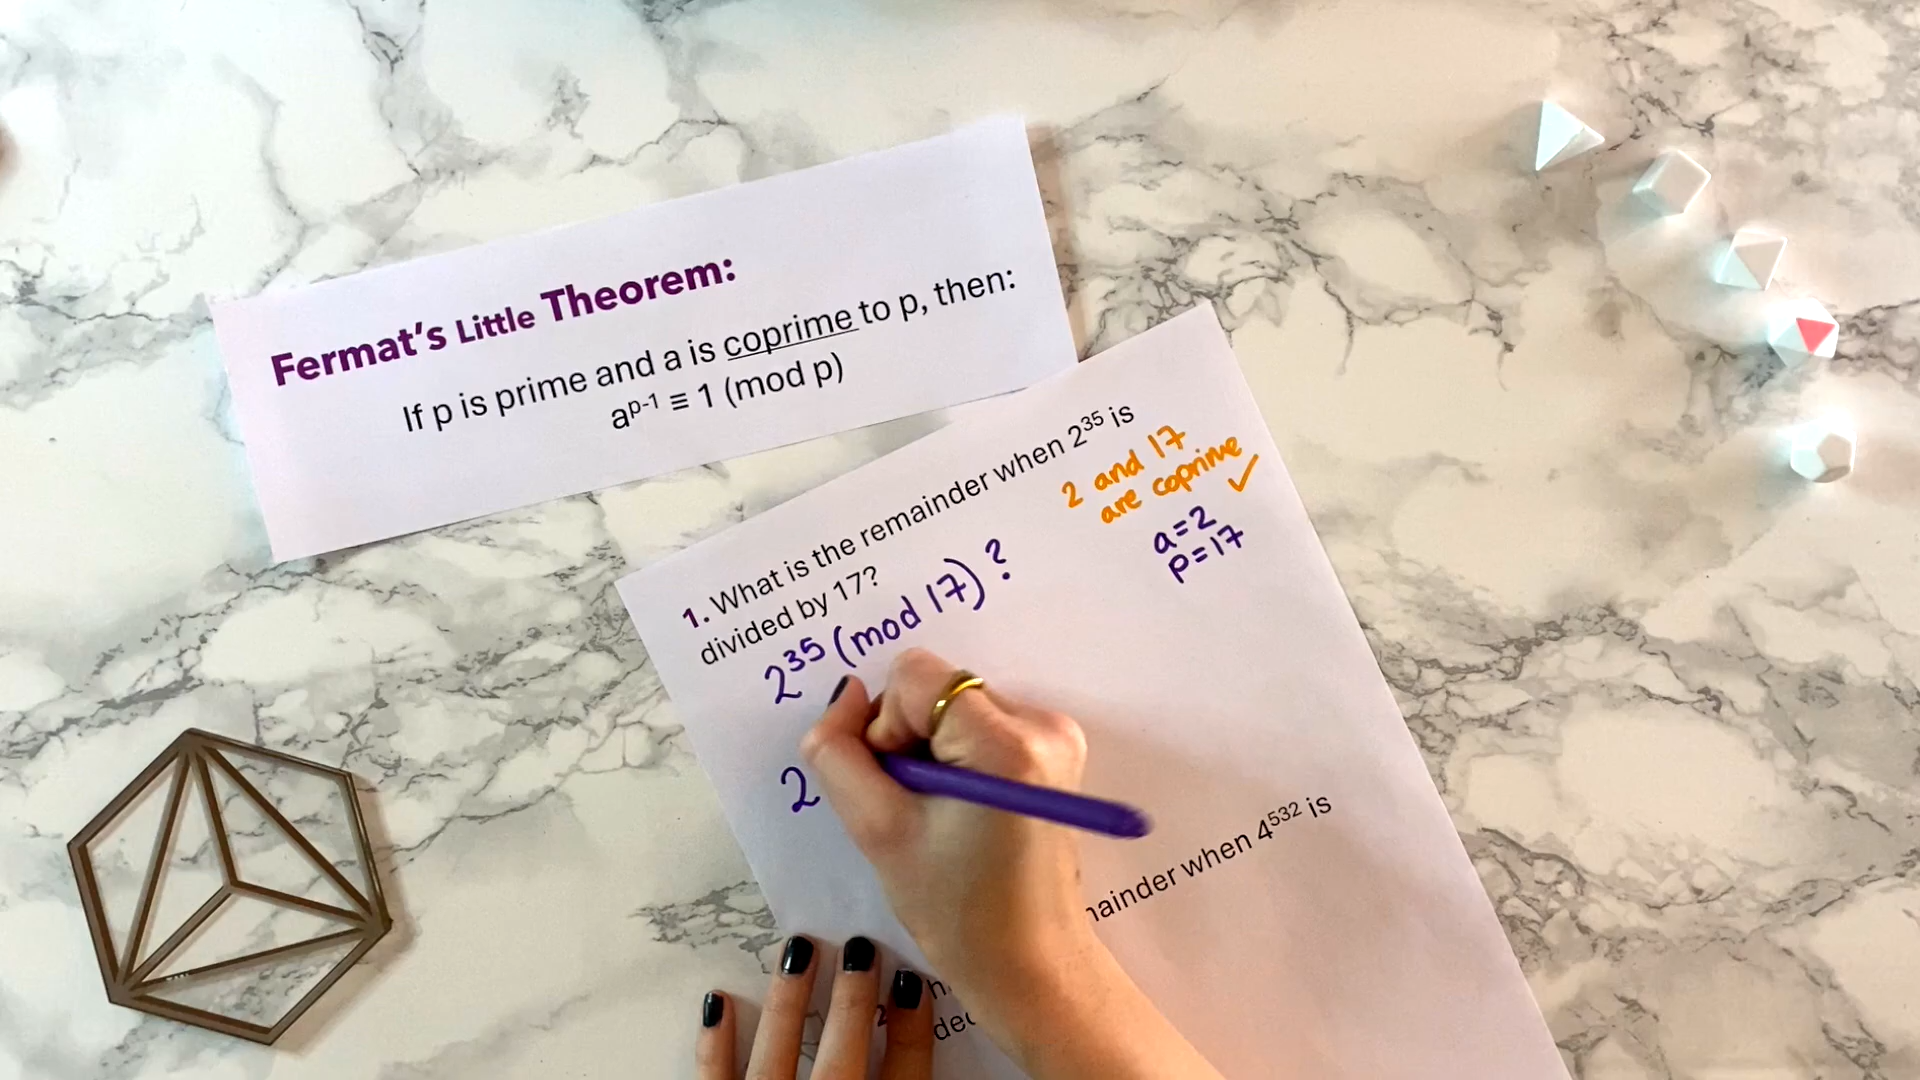 Fermat's Little Theorem:
If p is prime and a is coprime to p, then:
a^{p-1} ≡ 1 (mod p)
1. What is the remainder when 2^{35} is
divided by 17?
2 and 17
are coprime
✓
a=2
p=17
2^{35} (mod 17)?
2
when 4^{532} is